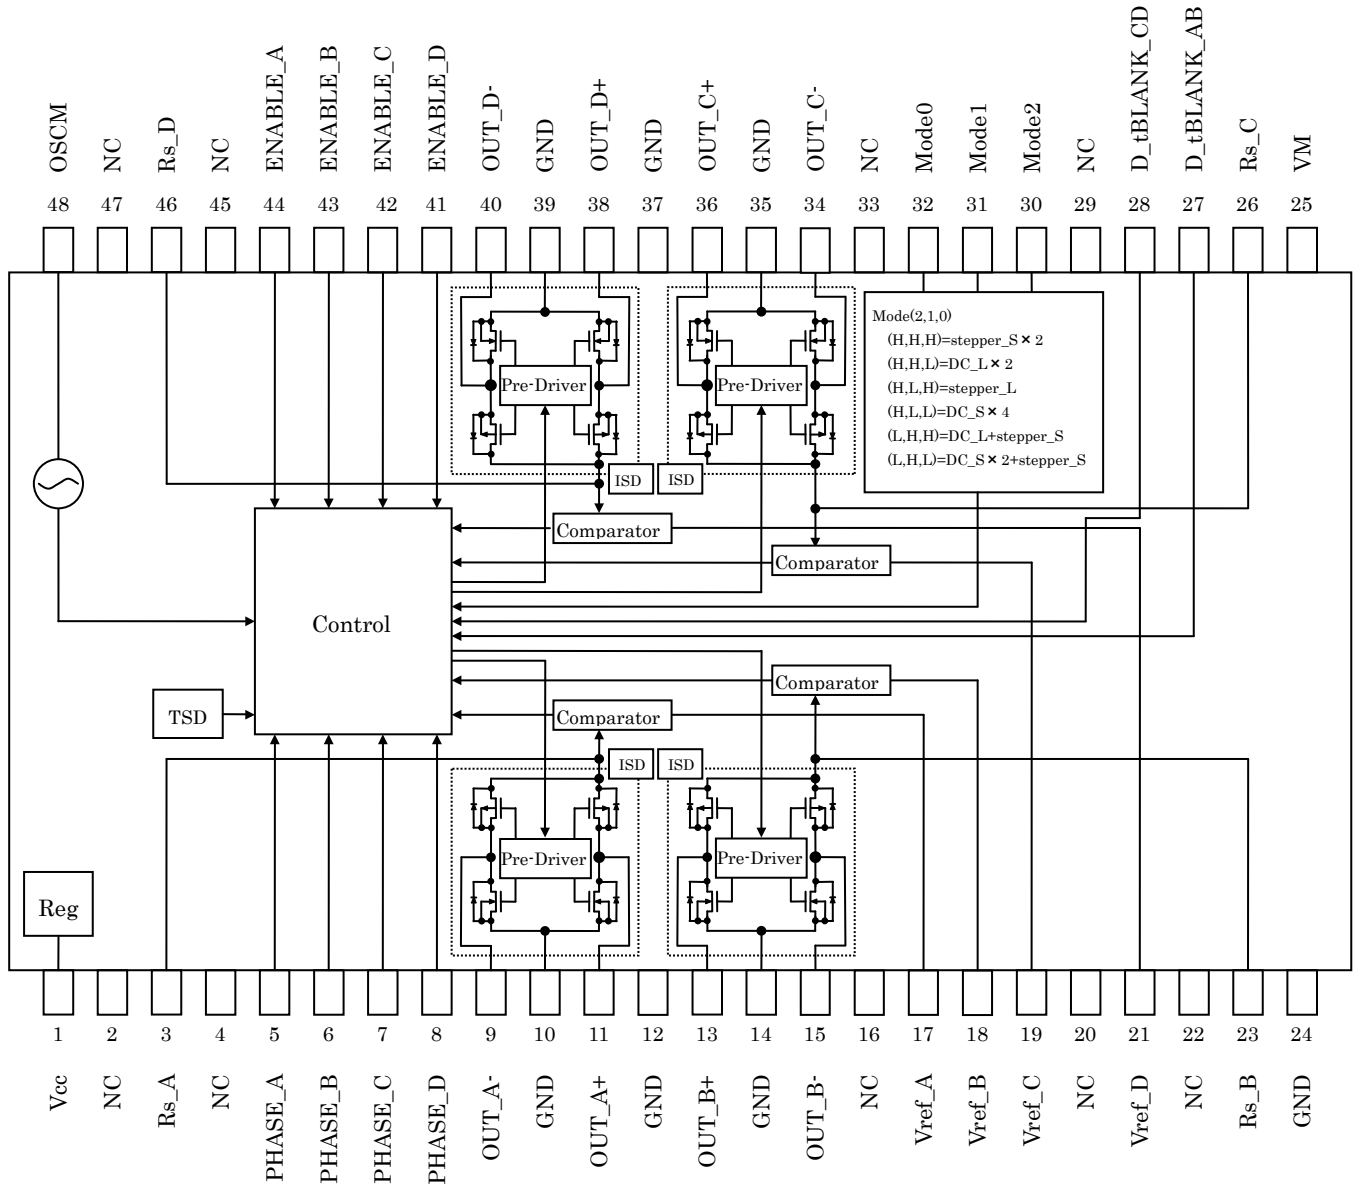 OSCM
NC
Rs_D
NC
ENABLE_A
ENABLE_B
ENABLE_C
ENABLE_D
OUT_D-
GND
OUT_D+
GND
OUT_C+
GND
OUT_C-
NC
Mode0
Mode1
Mode2
NC
D_tBLANK_CD
D_tBLANK_AB
Rs_C
VM
48 47 46 45 44 43 42 41 40 39 38 37 36 35 34 33 32 31 30 29 28 27 26 25
Mode(2,1,0)
(H,H,H)=stepper_S × 2
(H,H,L)=DC_L × 2
(H,L,H)=stepper_L
(H,L,L)=DC_S × 4
(L,H,H)=DC_L+stepper_S
(L,H,L)=DC_S × 2+stepper_S
Pre-Driver
Pre-Driver
ISD
ISD
Comparator
Comparator
Control
Comparator
Comparator
TSD
ISD
ISD
Pre-Driver
Pre-Driver
Reg
1 2 3 4 5 6 7 8 9 10 11 12 13 14 15 16 17 18 19 20 21 22 23 24
Vcc
NC
Rs_A
NC
PHASE_A
PHASE_B
PHASE_C
PHASE_D
OUT_A-
GND
OUT_A+
GND
OUT_B+
GND
OUT_B-
NC
Vref_A
Vref_B
Vref_C
NC
Vref_D
NC
Rs_B
GND